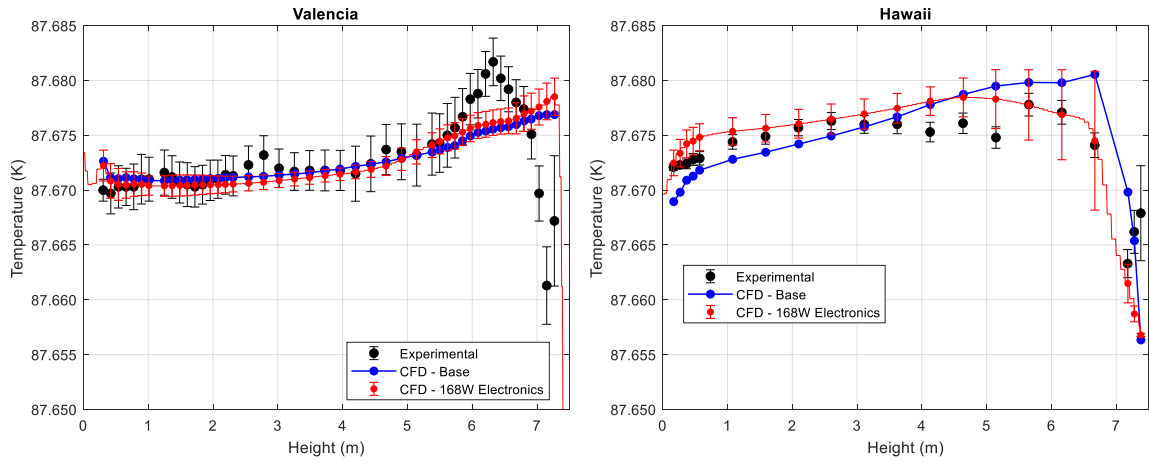 Valencia
87.685
87.680
87.675
87.670
87.665
87.660
87.655
87.650
Temperature (K)
0 1 2 3 4 5 6 7
Height (m)
Experimental
CFD - Base
CFD - 168W Electronics
Hawaii
87.685
87.680
87.675
87.670
87.665
87.660
87.655
87.650
Temperature (K)
0 1 2 3 4 5 6 7
Height (m)
Experimental
CFD - Base
CFD - 168W Electronics